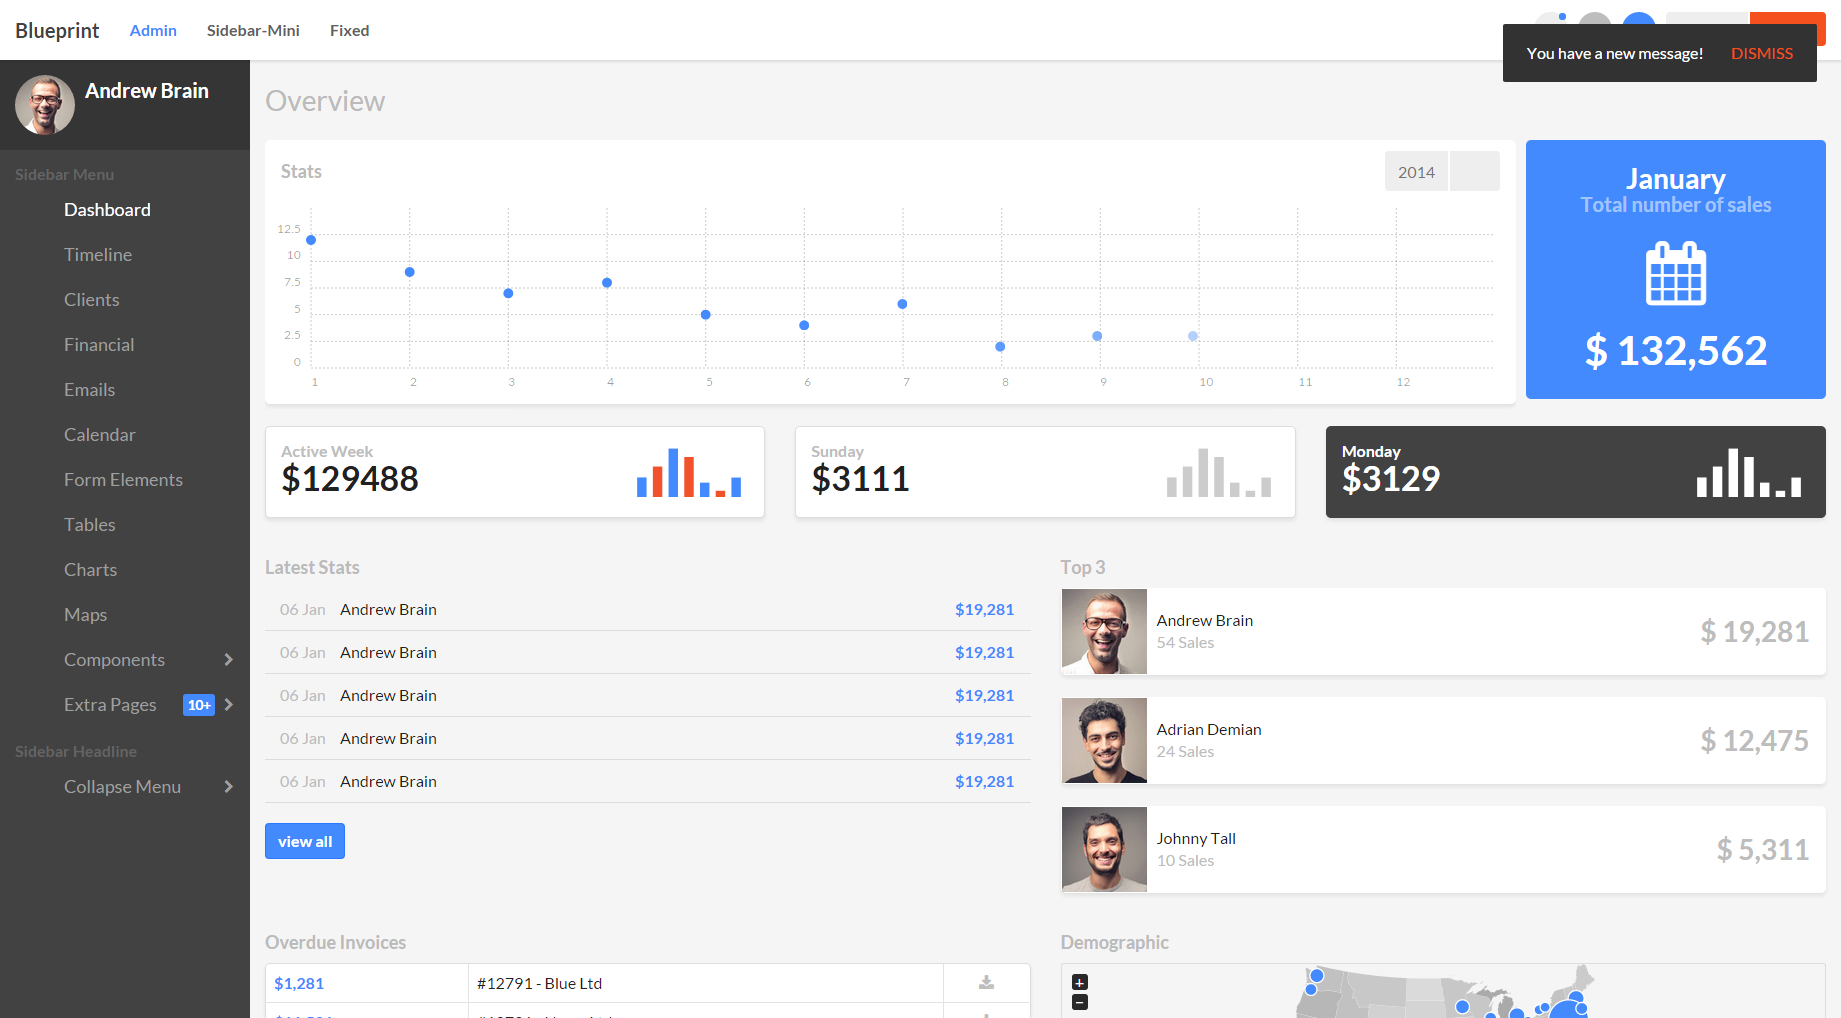 Blueprint Admin Sidebar-Mini Fixed
You have a new message! DISMISS
Andrew Brain
Sidebar Menu
Dashboard
Timeline
Clients
Financial
Emails
Calendar
Form Elements
Tables
Charts
Maps
Components
Extra Pages 10+
Sidebar Headline
Collapse Menu
Overview
Stats
2014
12.5
10
7.5
5
2.5
0
1 2 3 4 5 6 7 8 9 10 11 12
January
Total number of sales
$ 132,562
Active Week
$129488
Sunday
$3111
Monday
$3129
Latest Stats
06 Jan Andrew Brain $19,281
06 Jan Andrew Brain $19,281
06 Jan Andrew Brain $19,281
06 Jan Andrew Brain $19,281
06 Jan Andrew Brain $19,281
view all
Top 3
Andrew Brain
54 Sales
$ 19,281
Adrian Demian
24 Sales
$ 12,475
Johnny Tall
10 Sales
$ 5,311
Overdue Invoices
$1,281 #12791 - Blue Ltd
Demographic
+
−